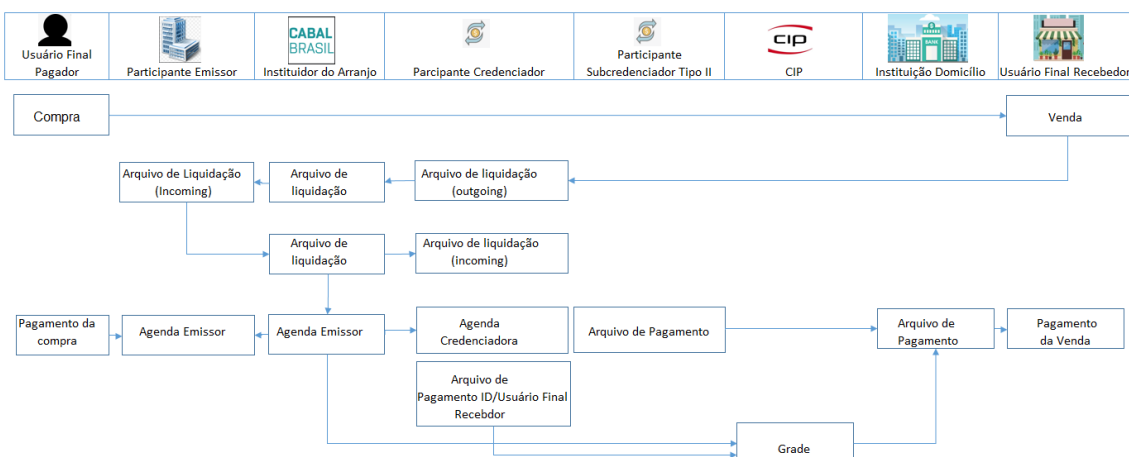 Usuário Final
Pagador
Participante Emissor
CABAL
BRASIL
Instituidor do Arranjo
Parcipante Credenciador
Participante
Subcredenciador Tipo II
CIP
CIP
BANK
Instituição Domicílio
Usuário Final Recebedor
Compra
Venda
Arquivo de Liquidação
(Incoming)
Arquivo de
liquidação
Arquivo de liquidação
(outgoing)
Arquivo de
liquidação
Arquivo de liquidação
(incoming)
Pagamento da
compra
Agenda Emissor
Agenda Emissor
Agenda
Credenciadora
Arquivo de Pagamento
Arquivo de
Pagamento
Pagamento
da Venda
Arquivo de
Pagamento ID/Usuário Final
Recebdor
Grade